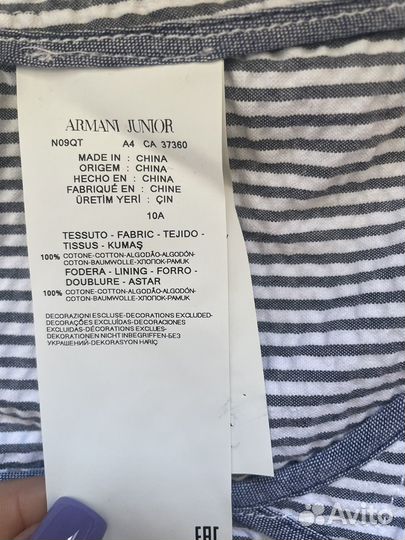 ARMANI JUNIOR
N09QT A4 CA 37360
MADE IN : CHINA
ORIGEM : CHINA
HECHO EN : CHINA
FABRIQUÉ EN : CHINE
ÜRETİM YERİ : ÇIN
10A
TESSUTO - FABRIC - TEJIDO -
TISSUS - KUMAŞ
100% COTONE-COTTON-ALGODÃO-ALGODÓN-
COTON-BAUMWOLLE-ХЛОПОК-PAMUK
FODERA - LINING - FORRO -
DOUBLURE - ASTAR
100% COTONE-COTTON-ALGODÃO-ALGODÓN-
COTON-BAUMWOLLE-ХЛОПОК-PAMUK
DECORAZIONI ESCLUSE-DECORATIONS EXCLUDED-
DECORAÇÕES EXCLUÍDAS-DECORACIONES
EXCLUIDAS-DÉCORATIONS EXCLUES-
DEKORATIONEN NICHT INBEGRIFFEN-БЕЗ
УКРАШЕНИЙ-DEKORASYON HARİÇ
EAC
Avito